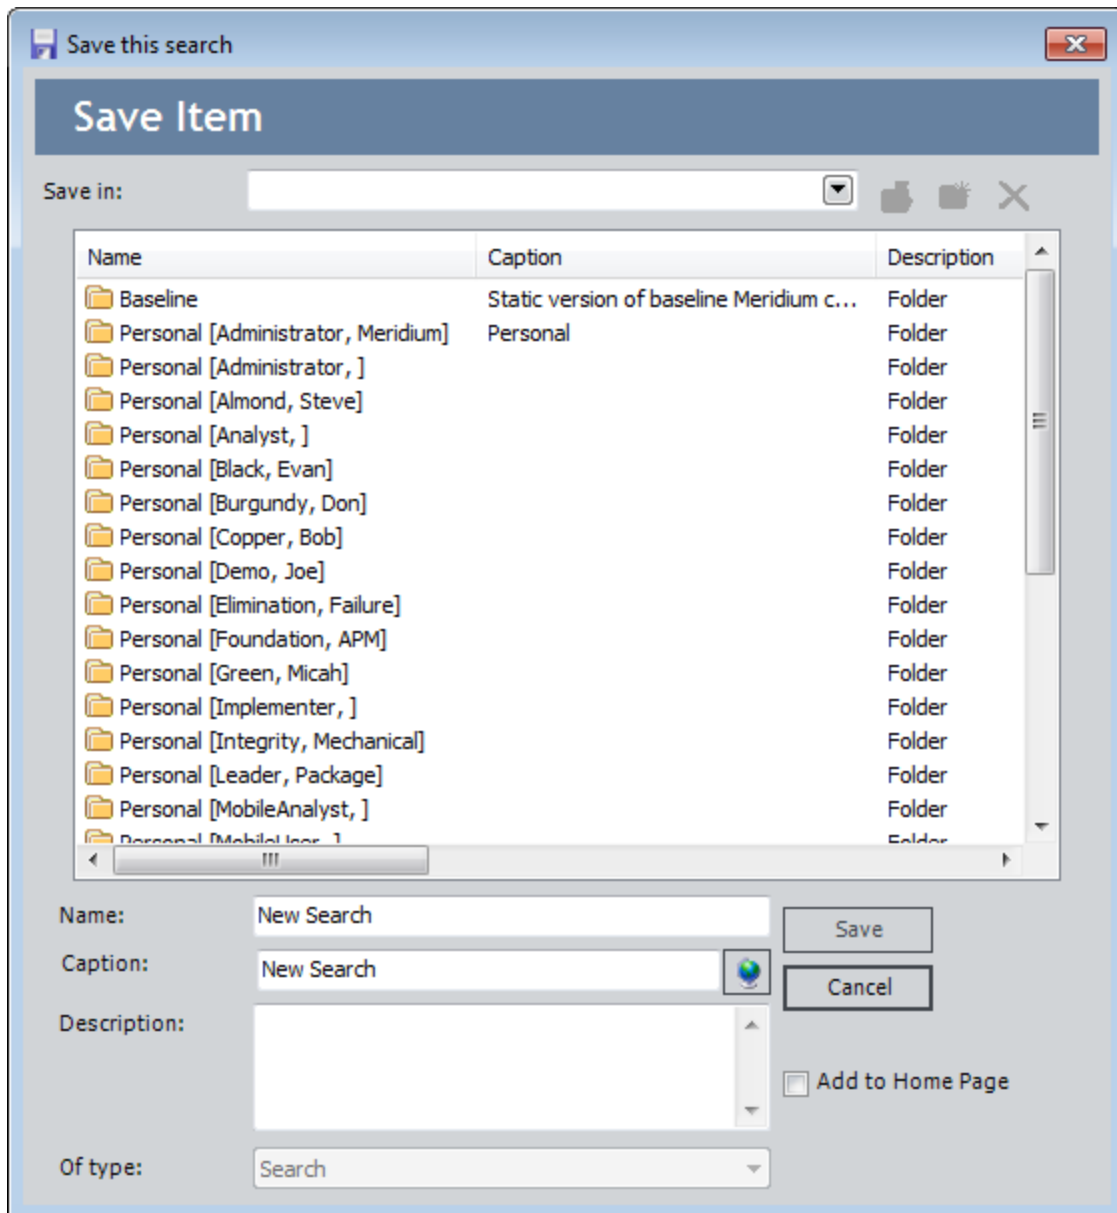 Save this search
Save Item
Save in:
Name Caption Description
Baseline Static version of baseline Meridium c... Folder
Personal [Administrator, Meridium] Personal Folder
Personal [Administrator, ] Folder
Personal [Almond, Steve] Folder
Personal [Analyst, ] Folder
Personal [Black, Evan] Folder
Personal [Burgundy, Don] Folder
Personal [Copper, Bob] Folder
Personal [Demo, Joe] Folder
Personal [Elimination, Failure] Folder
Personal [Foundation, APM] Folder
Personal [Green, Micah] Folder
Personal [Implementer, ] Folder
Personal [Integrity, Mechanical] Folder
Personal [Leader, Package] Folder
Personal [MobileAnalyst, ] Folder
Personal [MobileUser, ] Folder
Name: New Search Save
Caption: New Search Cancel
Description:
Add to Home Page
Of type: Search